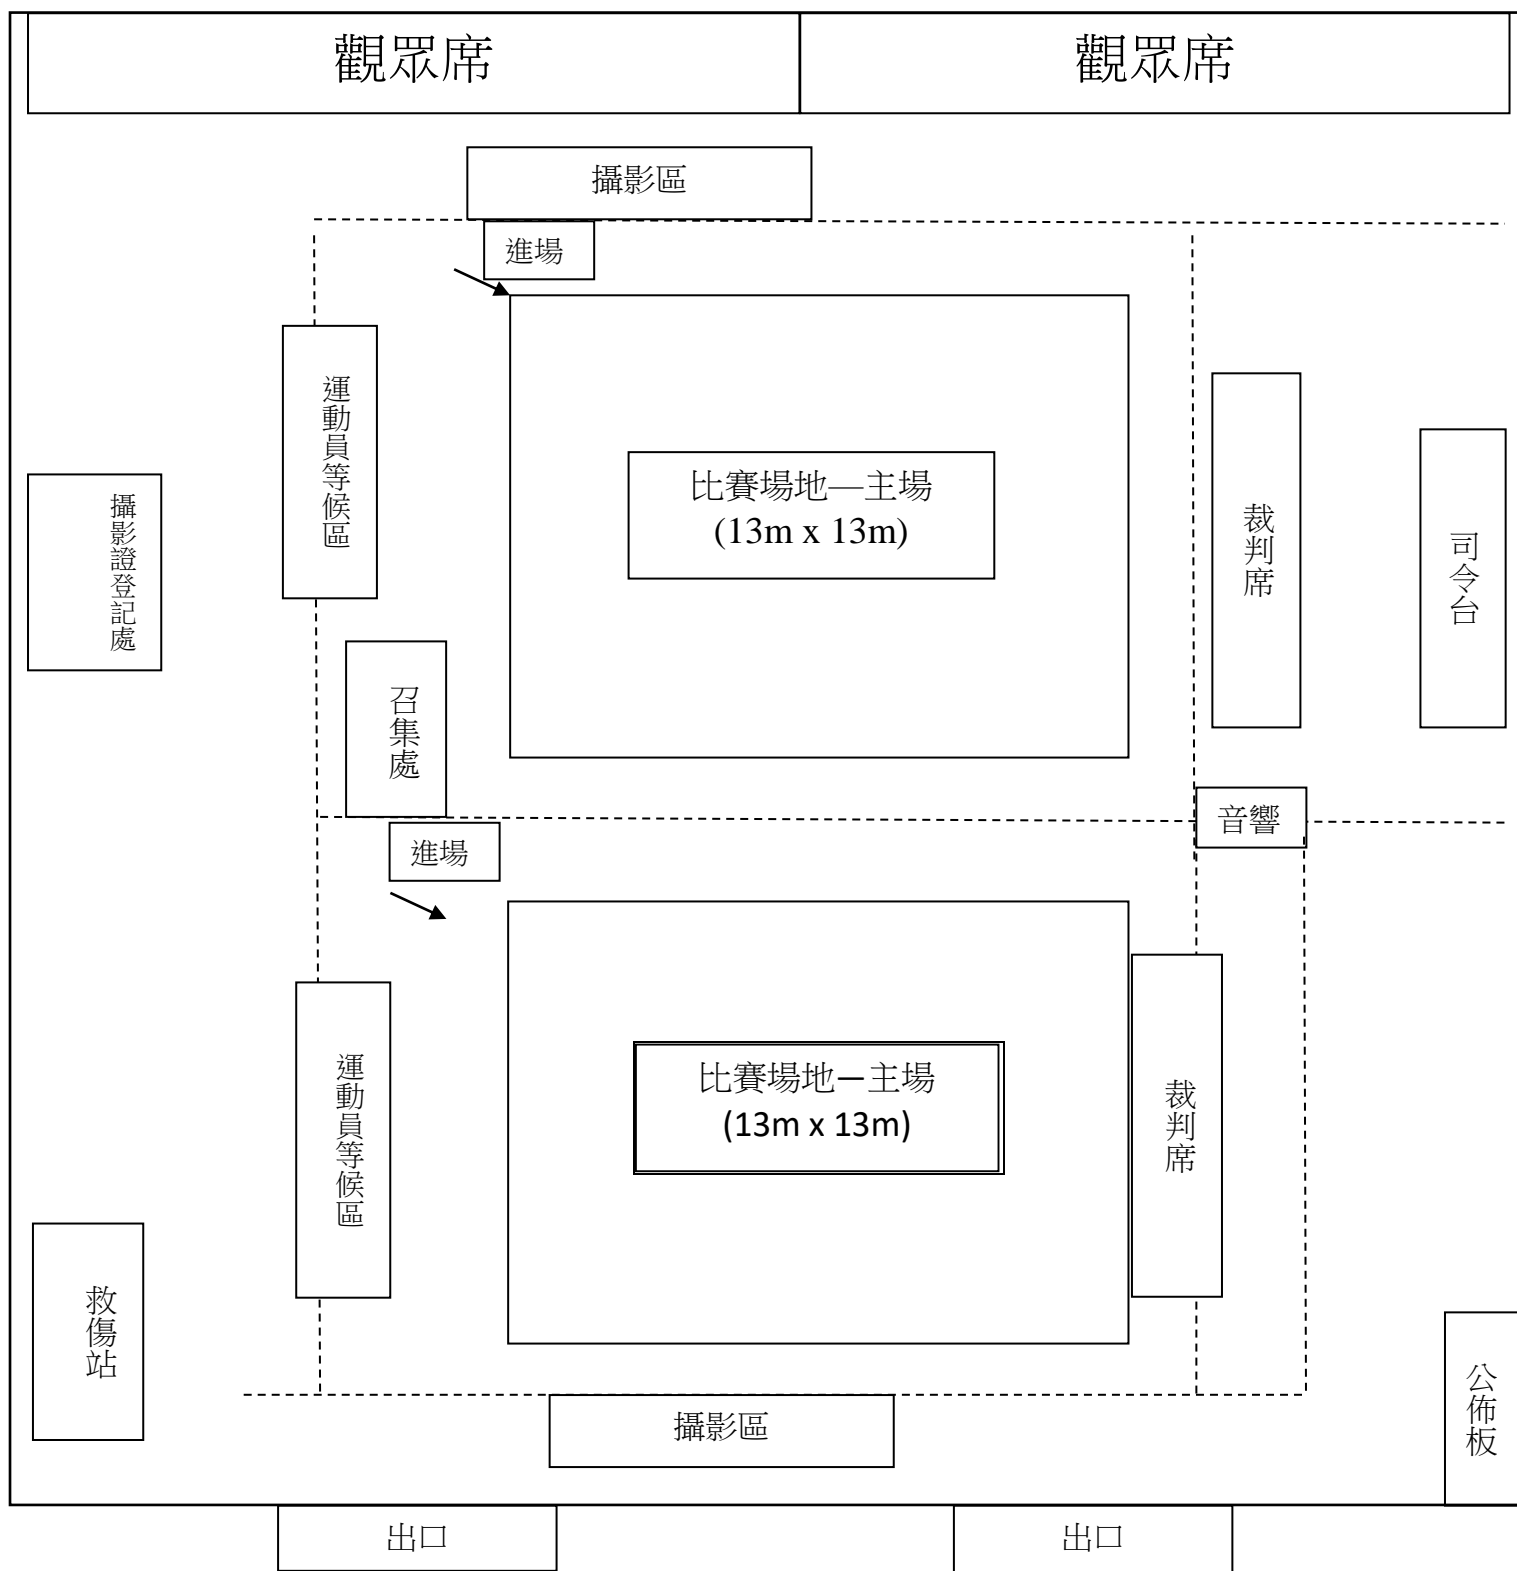 觀眾席
觀眾席
攝影區
進場
運動員等候區
比賽場地—主場
(13m x 13m)
裁判席
司令台
攝影證登記處
召集處
音響
進場
運動員等候區
比賽場地—主場
(13m x 13m)
裁判席
救傷站
攝影區
公佈板
出口
出口